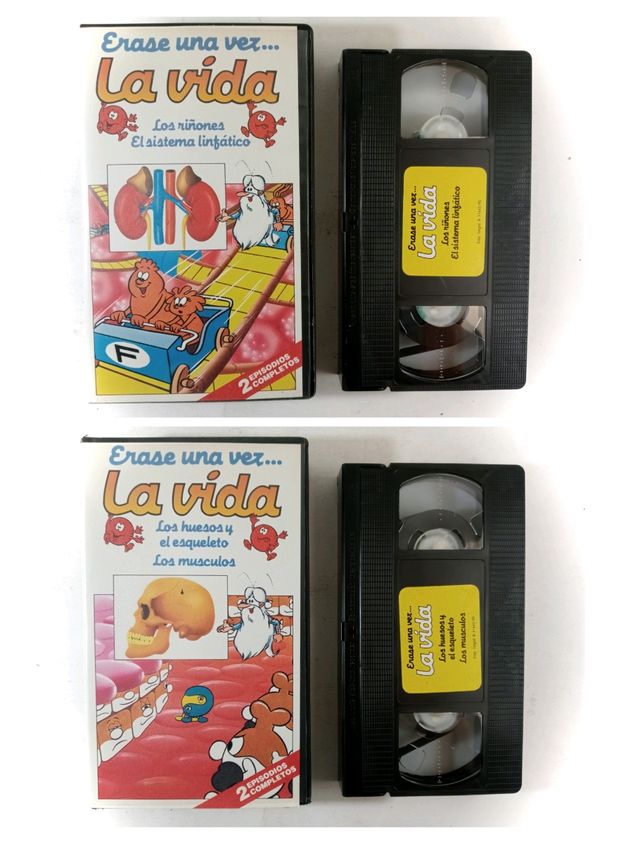 Erase una vez...
La vida
Los riñones
El sistema linfático
F
2 EPISODIOS
COMPLETOS
Erase una vez...
La vida
Los riñones
El sistema linfático
Erase una vez...
La vida
Los huesos y
el esqueleto
Los musculos
2 EPISODIOS
COMPLETOS
Erase una vez...
La vida
Los huesos y
el esqueleto
Los musculos